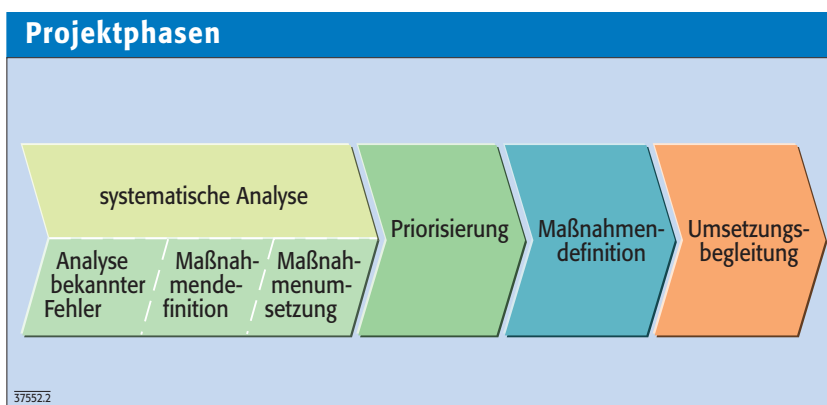 Projektphasen
systematische Analyse
Analyse
bekannter
Fehler
Maßnah-
mende-
finition
Maßnah-
menum-
setzung
Priorisierung
Maßnahmen-
definition
Umsetzungs-
begleitung
37552.2